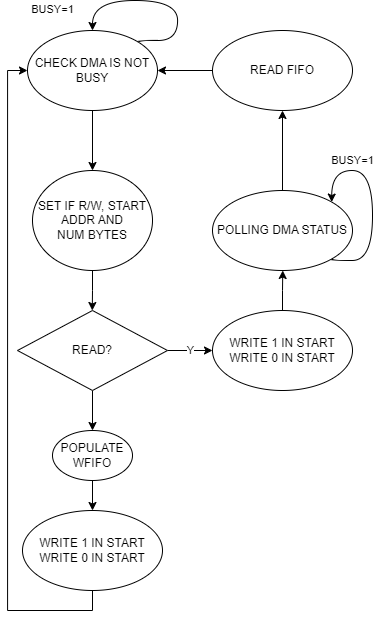 BUSY=1
CHECK DMA IS NOT
BUSY
READ FIFO
BUSY=1
SET IF R/W, START
ADDR AND
NUM BYTES
POLLING DMA STATUS
READ?
Y
WRITE 1 IN START
WRITE 0 IN START
POPULATE
WFIFO
WRITE 1 IN START
WRITE 0 IN START